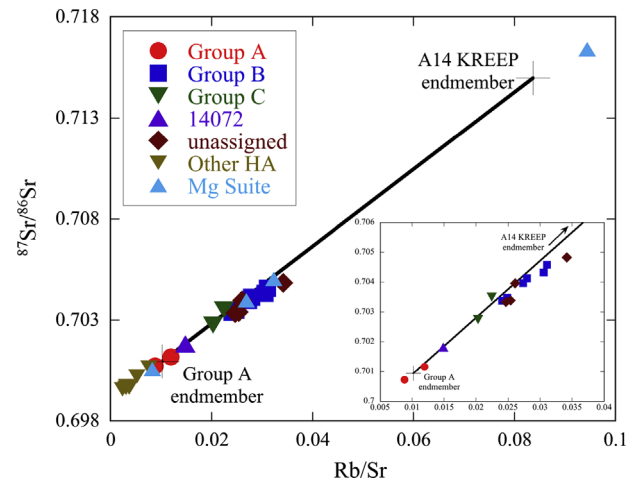 0.718
0.713
0.708
0.703
0.698
⁸⁷Sr/⁸⁶Sr
Group A
Group B
Group C
14072
unassigned
Other HA
Mg Suite
A14 KREEP
endmember
Group A
endmember
0.706
0.705
0.704
0.703
0.702
0.701
0.7
A14 KREEP
endmember
Group A
endmember
0.005 0.01 0.015 0.02 0.025 0.03 0.035 0.04
0 0.02 0.04 0.06 0.08 0.1
Rb/Sr